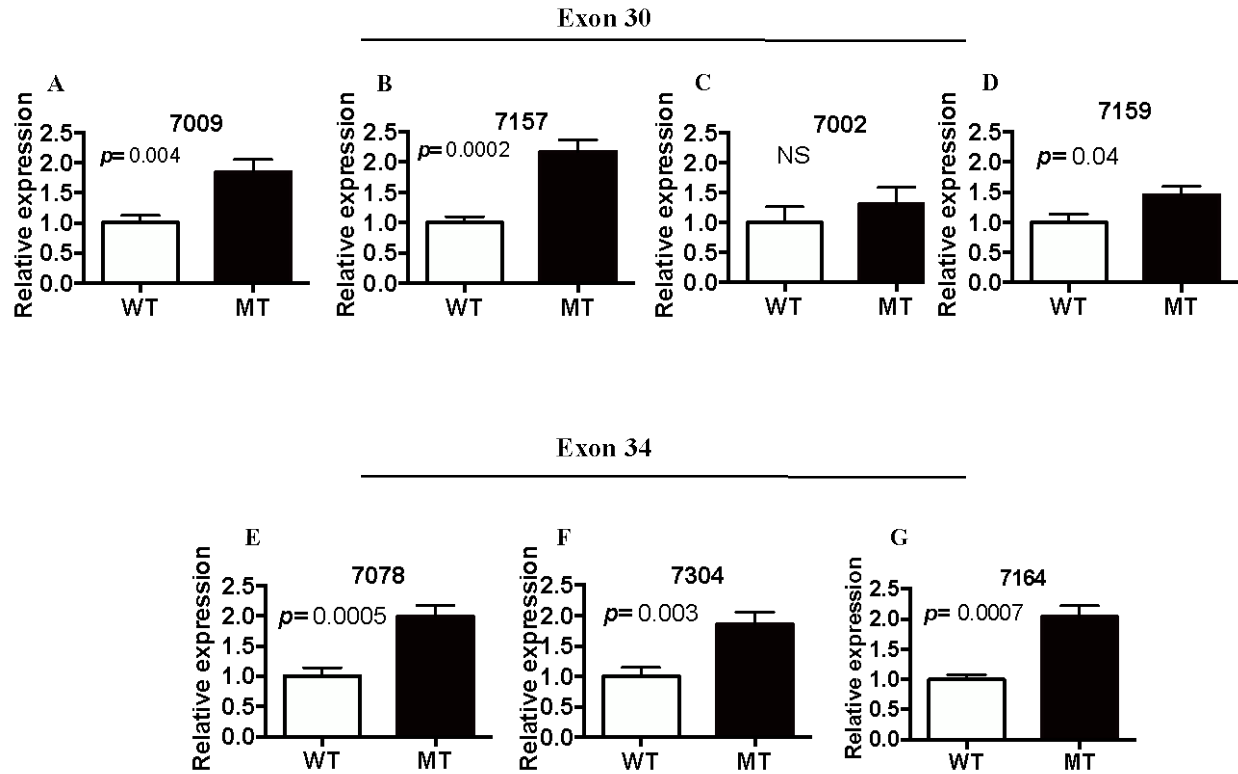 Exon 30
A
7009
Relative expression
2.5
2.0
1.5
1.0
0.5
0.0
p= 0.004
WT MT
B
7157
Relative expression
2.5
2.0
1.5
1.0
0.5
0.0
p= 0.0002
WT MT
C
7002
Relative expression
2.5
2.0
1.5
1.0
0.5
0.0
NS
WT MT
D
7159
Relative expression
2.5
2.0
1.5
1.0
0.5
0.0
p= 0.04
WT MT
Exon 34
E
7078
Relative expression
2.5
2.0
1.5
1.0
0.5
0.0
p= 0.0005
WT MT
F
7304
Relative expression
2.5
2.0
1.5
1.0
0.5
0.0
p= 0.003
WT MT
G
7164
Relative expression
2.5
2.0
1.5
1.0
0.5
0.0
p= 0.0007
WT MT